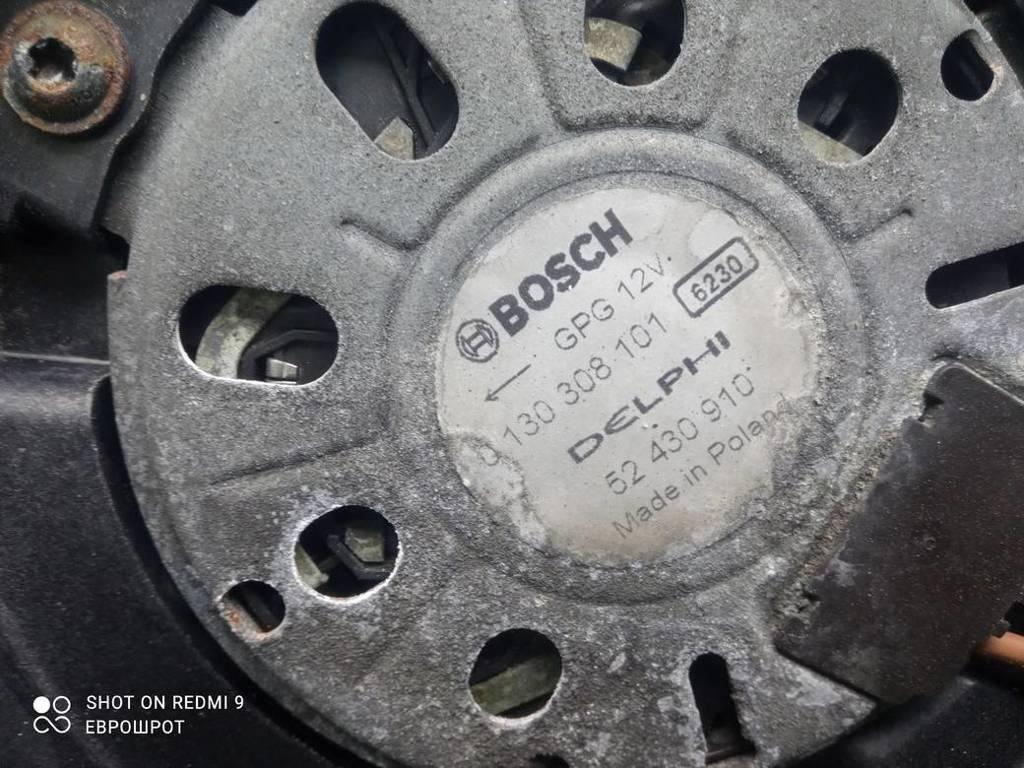 BOSCH
GPG 12V
6230
0 130 308 101
DELPHI
52 430 910
Made in Poland
SHOT ON REDMI 9
ЕВРОШРОТ